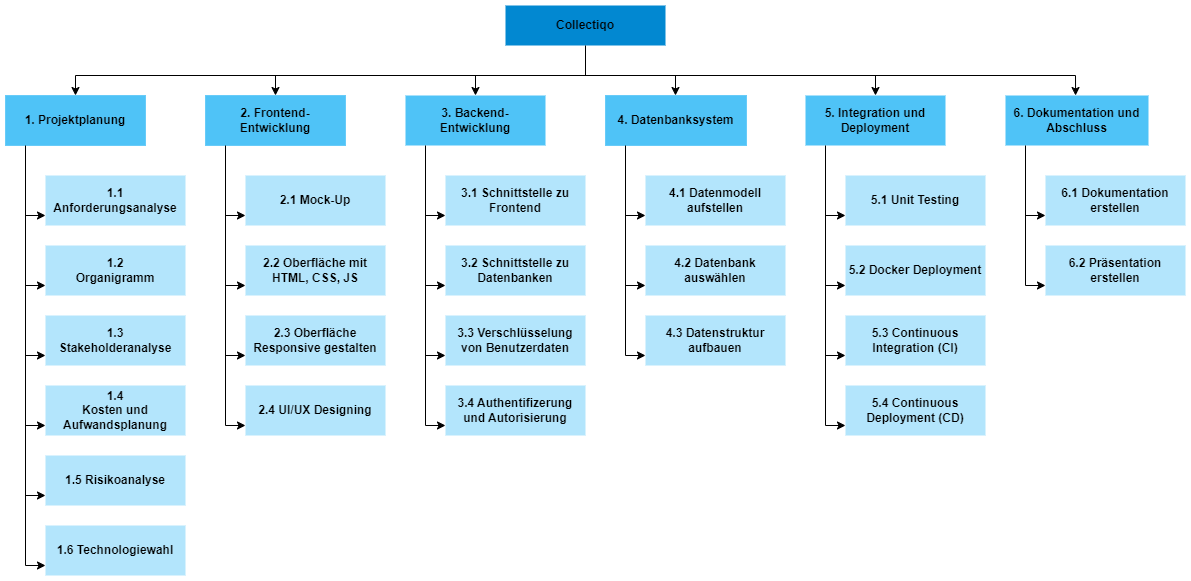 Collectiqo
1. Projektplanung
1.1
Anforderungsanalyse
1.2
Organigramm
1.3
Stakeholderanalyse
1.4
Kosten und
Aufwandsplanung
1.5 Risikoanalyse
1.6 Technologiewahl
2. Frontend-
Entwicklung
2.1 Mock-Up
2.2 Oberfläche mit
HTML, CSS, JS
2.3 Oberfläche
Responsive gestalten
2.4 UI/UX Designing
3. Backend-
Entwicklung
3.1 Schnittstelle zu
Frontend
3.2 Schnittstelle zu
Datenbanken
3.3 Verschlüsselung
von Benutzerdaten
3.4 Authentifizerung
und Autorisierung
4. Datenbanksystem
4.1 Datenmodell
aufstellen
4.2 Datenbank
auswählen
4.3 Datenstruktur
aufbauen
5. Integration und
Deployment
5.1 Unit Testing
5.2 Docker Deployment
5.3 Continuous
Integration (CI)
5.4 Continuous
Deployment (CD)
6. Dokumentation und
Abschluss
6.1 Dokumentation
erstellen
6.2 Präsentation
erstellen